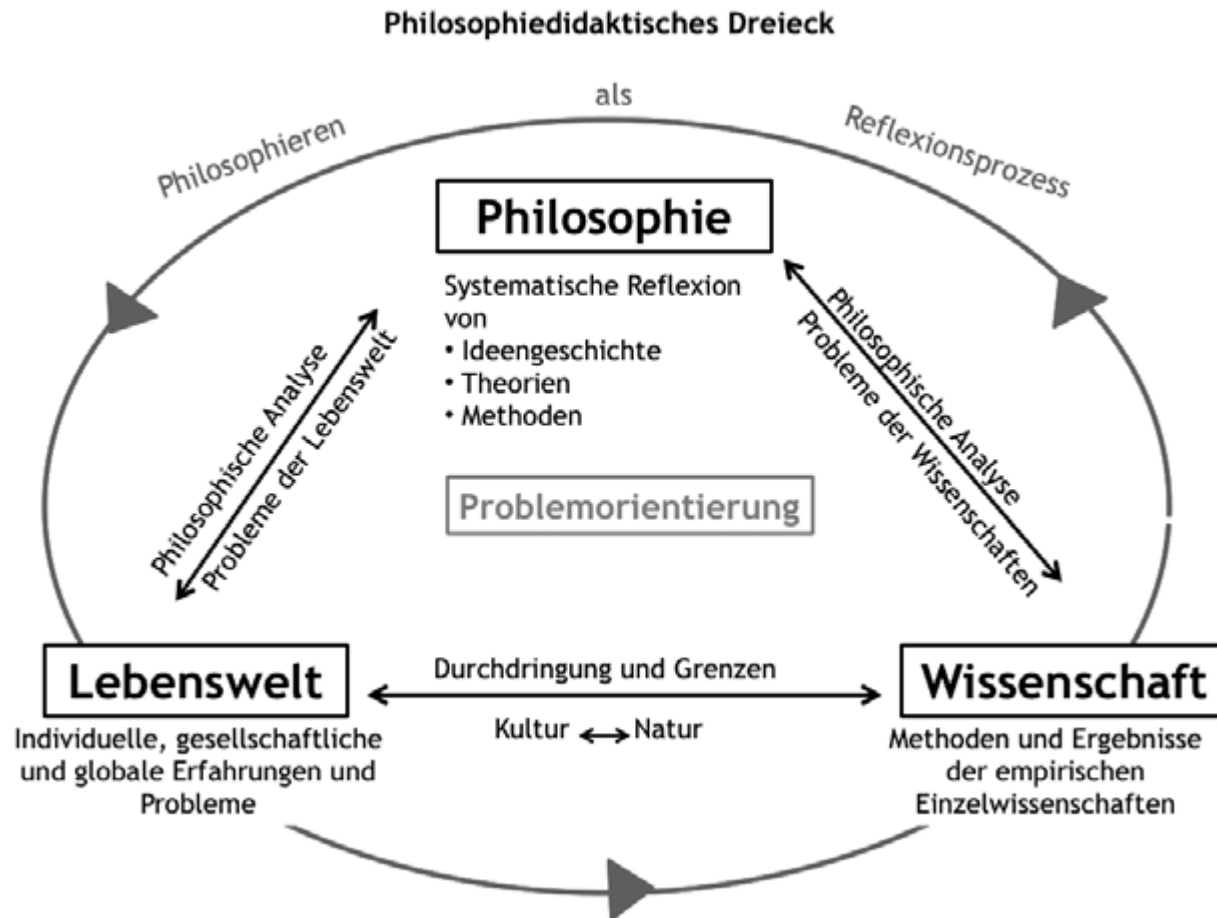 Philosophiedidaktisches Dreieck
Philosophieren
als
Reflexionsprozess
Philosophie
Systematische Reflexion
von
• Ideengeschichte
• Theorien
• Methoden
Philosophische Analyse
Probleme der Lebenswelt
Philosophische Analyse
Probleme der Wissenschaften
Problemorientierung
Lebenswelt
Individuelle, gesellschaftliche
und globale Erfahrungen und
Probleme
Durchdringung und Grenzen
Kultur Natur
Wissenschaft
Methoden und Ergebnisse
der empirischen
Einzelwissenschaften